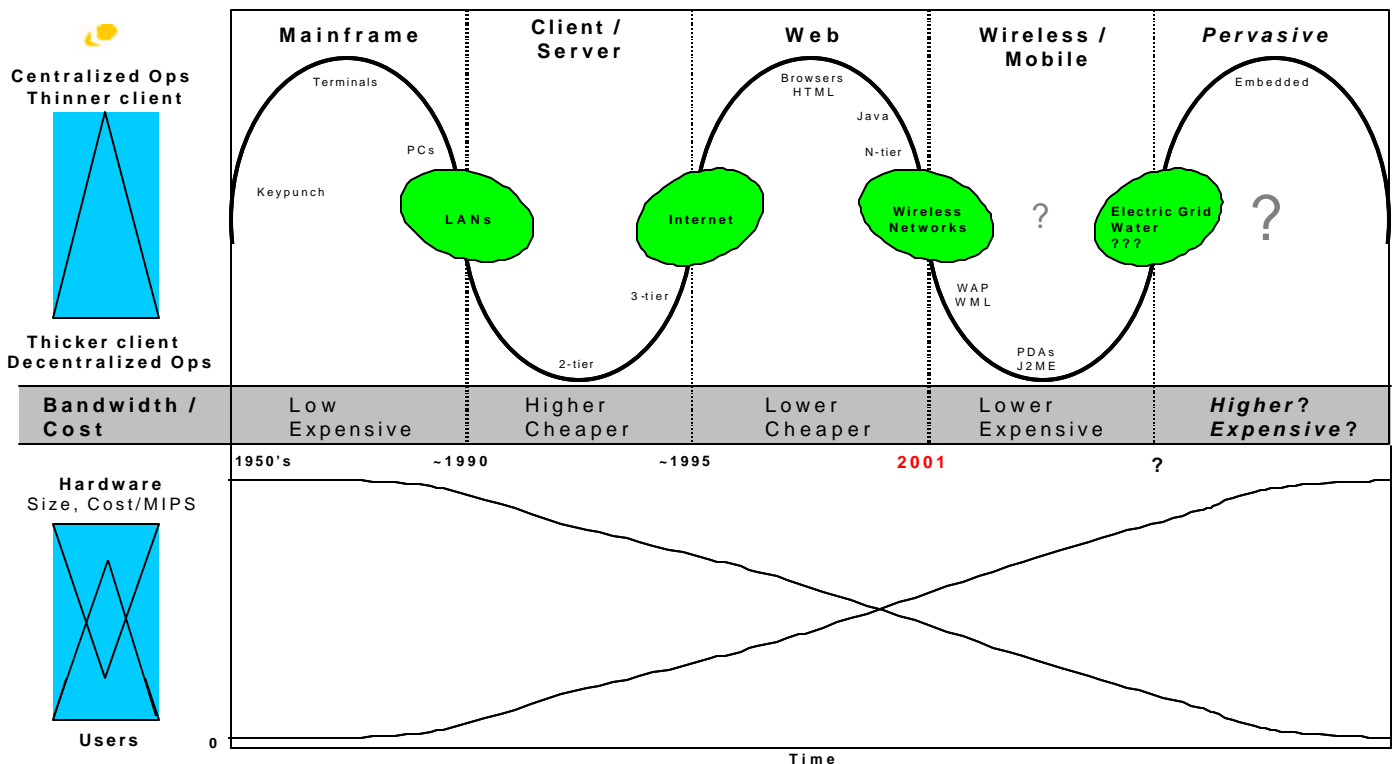 Mainframe
Client /
Server
Web
Wireless /
Mobile
Pervasive
Centralized Ops
Thinner client
Thicker client
Decentralized Ops
Terminals
PCs
Keypunch
LANs
3-tier
2-tier
Internet
Browsers
HTML
Java
N-tier
Wireless
Networks
?
WAP
WML
PDAs
J2ME
Electric Grid
Water
???
Embedded
?
Bandwidth /
Cost
Low
Expensive
Higher
Cheaper
Lower
Cheaper
Lower
Expensive
Higher?
Expensive?
1950's
~1990
~1995
2001
?
Hardware
Size, Cost/MIPS
Users
0
Time